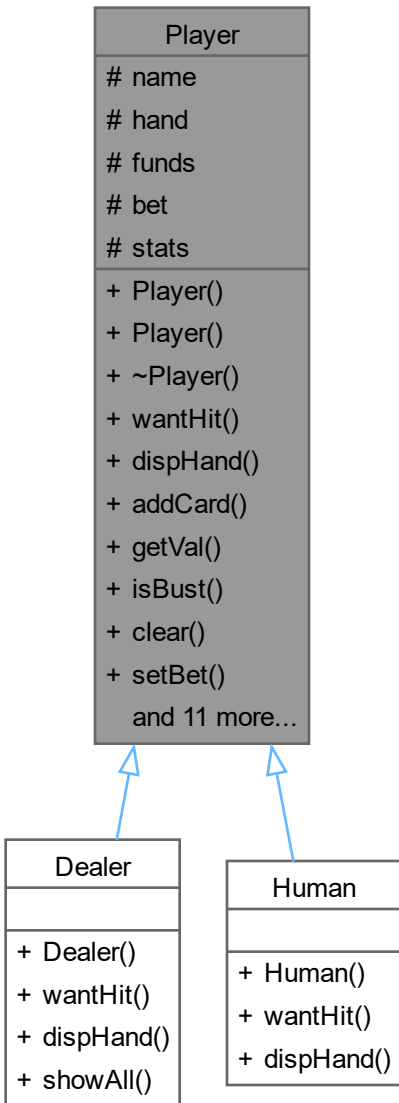 Player
# name
# hand
# funds
# bet
# stats
+ Player()
+ Player()
+ ~Player()
+ wantHit()
+ dispHand()
+ addCard()
+ getVal()
+ isBust()
+ clear()
+ setBet()
and 11 more...
Dealer
+ Dealer()
+ wantHit()
+ dispHand()
+ showAll()
Human
+ Human()
+ wantHit()
+ dispHand()